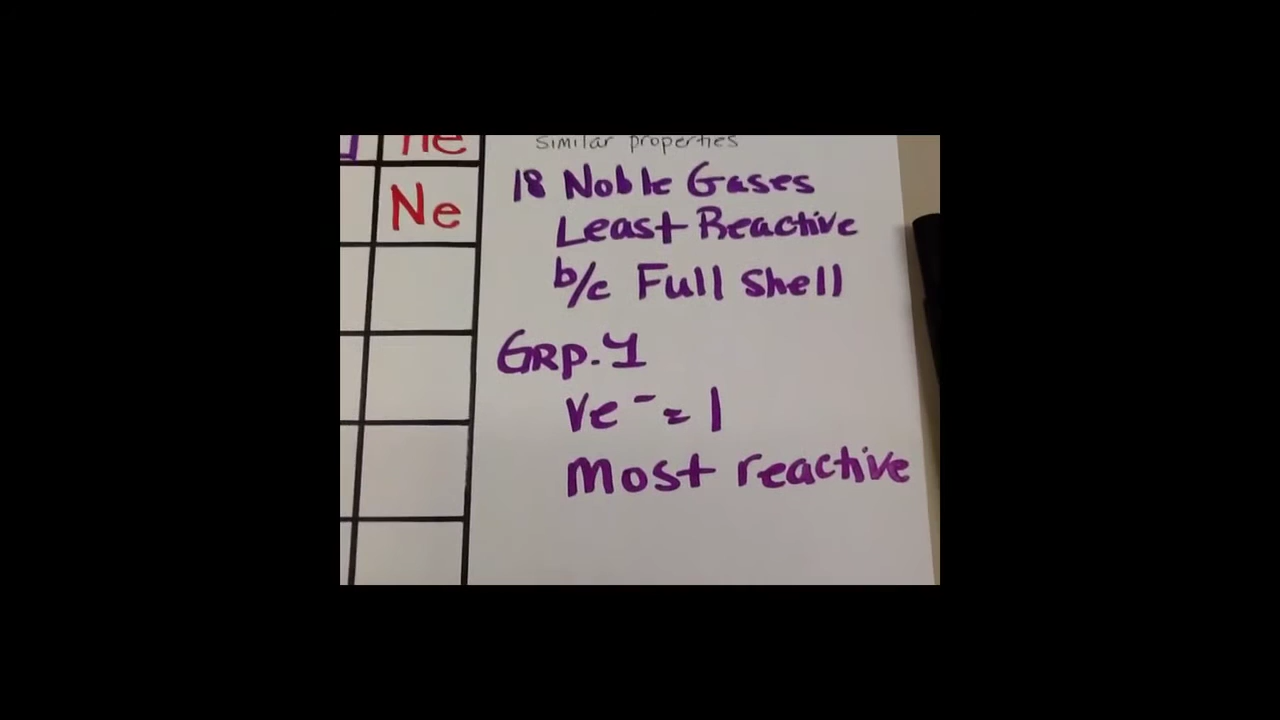 He
Similar properties
18 Noble Gases
Ne
Least Reactive
b/c Full Shell
GRP. 1
ve⁻ = 1
most reactive